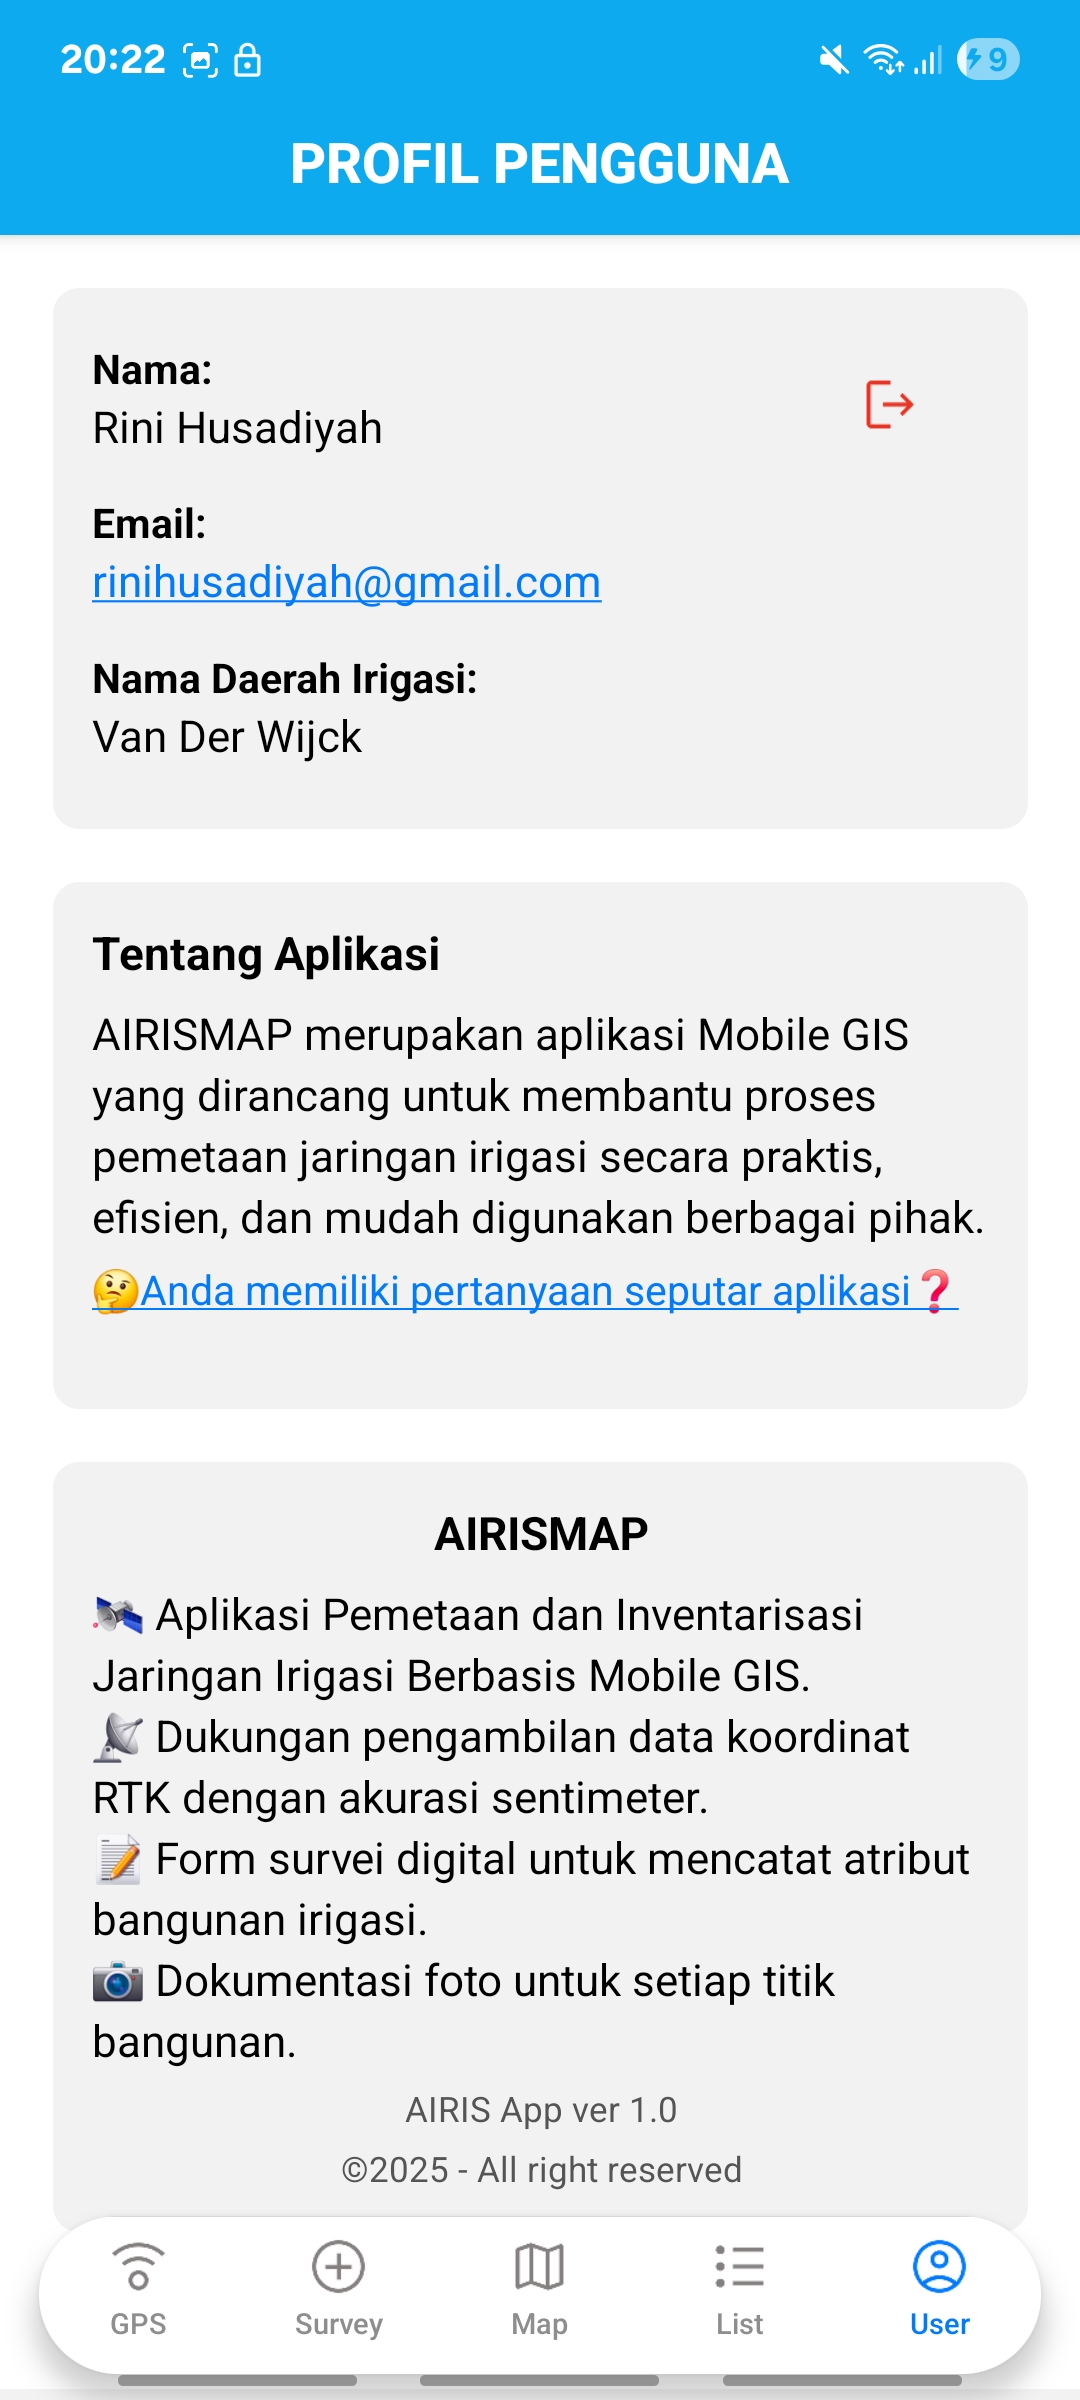 20:22
9
PROFIL PENGGUNA
Nama:
Rini Husadiyah
Email:
rinihusadiyah@gmail.com
Nama Daerah Irigasi:
Van Der Wijck
Tentang Aplikasi
AIRISMAP merupakan aplikasi Mobile GIS
yang dirancang untuk membantu proses
pemetaan jaringan irigasi secara praktis,
efisien, dan mudah digunakan berbagai pihak.
🤔Anda memiliki pertanyaan seputar aplikasi❓
AIRISMAP
🛰️ Aplikasi Pemetaan dan Inventarisasi
Jaringan Irigasi Berbasis Mobile GIS.
📡 Dukungan pengambilan data koordinat
RTK dengan akurasi sentimeter.
📝 Form survei digital untuk mencatat atribut
bangunan irigasi.
📷 Dokumentasi foto untuk setiap titik
bangunan.
AIRIS App ver 1.0
©2025 - All right reserved
GPS
Survey
Map
List
User